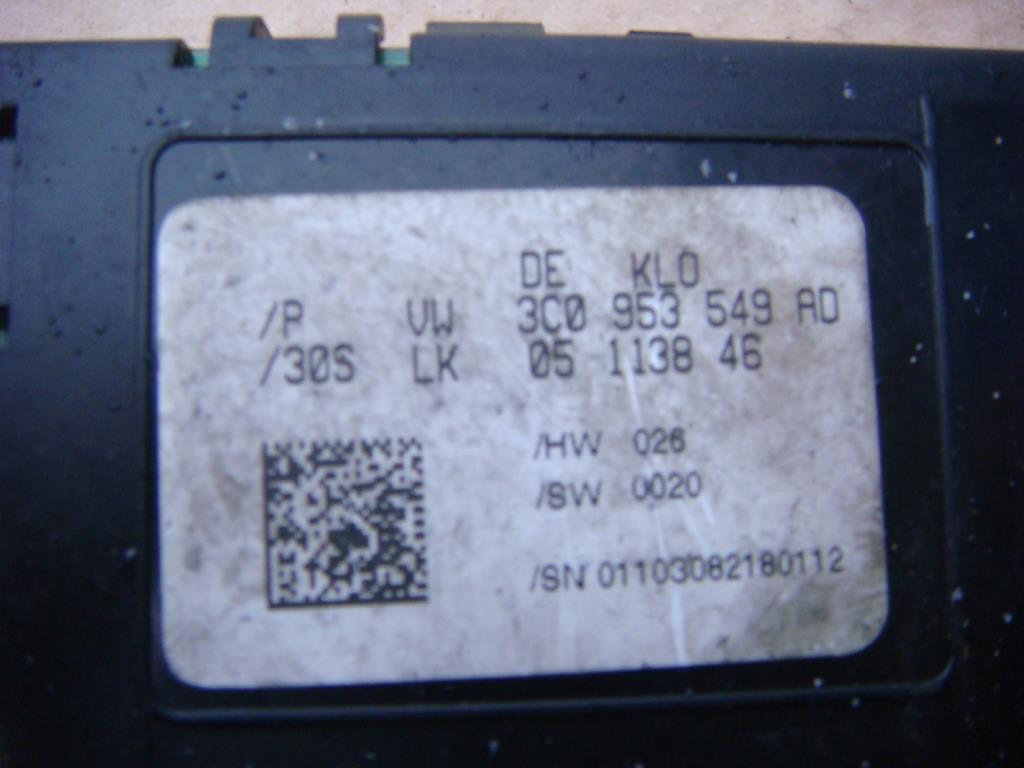 DE KLO
/P VW 3C0 953 549 AD
/30S LK 05 1138 46
/HW 026
/SW 0020
/SN 01103082180112